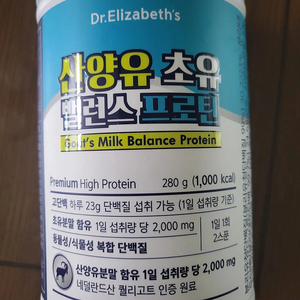 Dr.Elizabeth's
산양유 초유
밸런스 프로틴
Goat's Milk Balance Protein
Premium High Protein 280 g (1,000 kcal)
고단백 하루 23g 단백질 섭취 가능 (1일 섭취량 기준)
초유분말 함유 1일 섭취량 당 2,000 mg
1일 1회
동물성/식물성 복합 단백질
2스푼
산양유분말 함유 1일 섭취량 당 2,000 mg
네덜란드산 퀄리고트 인증 원료